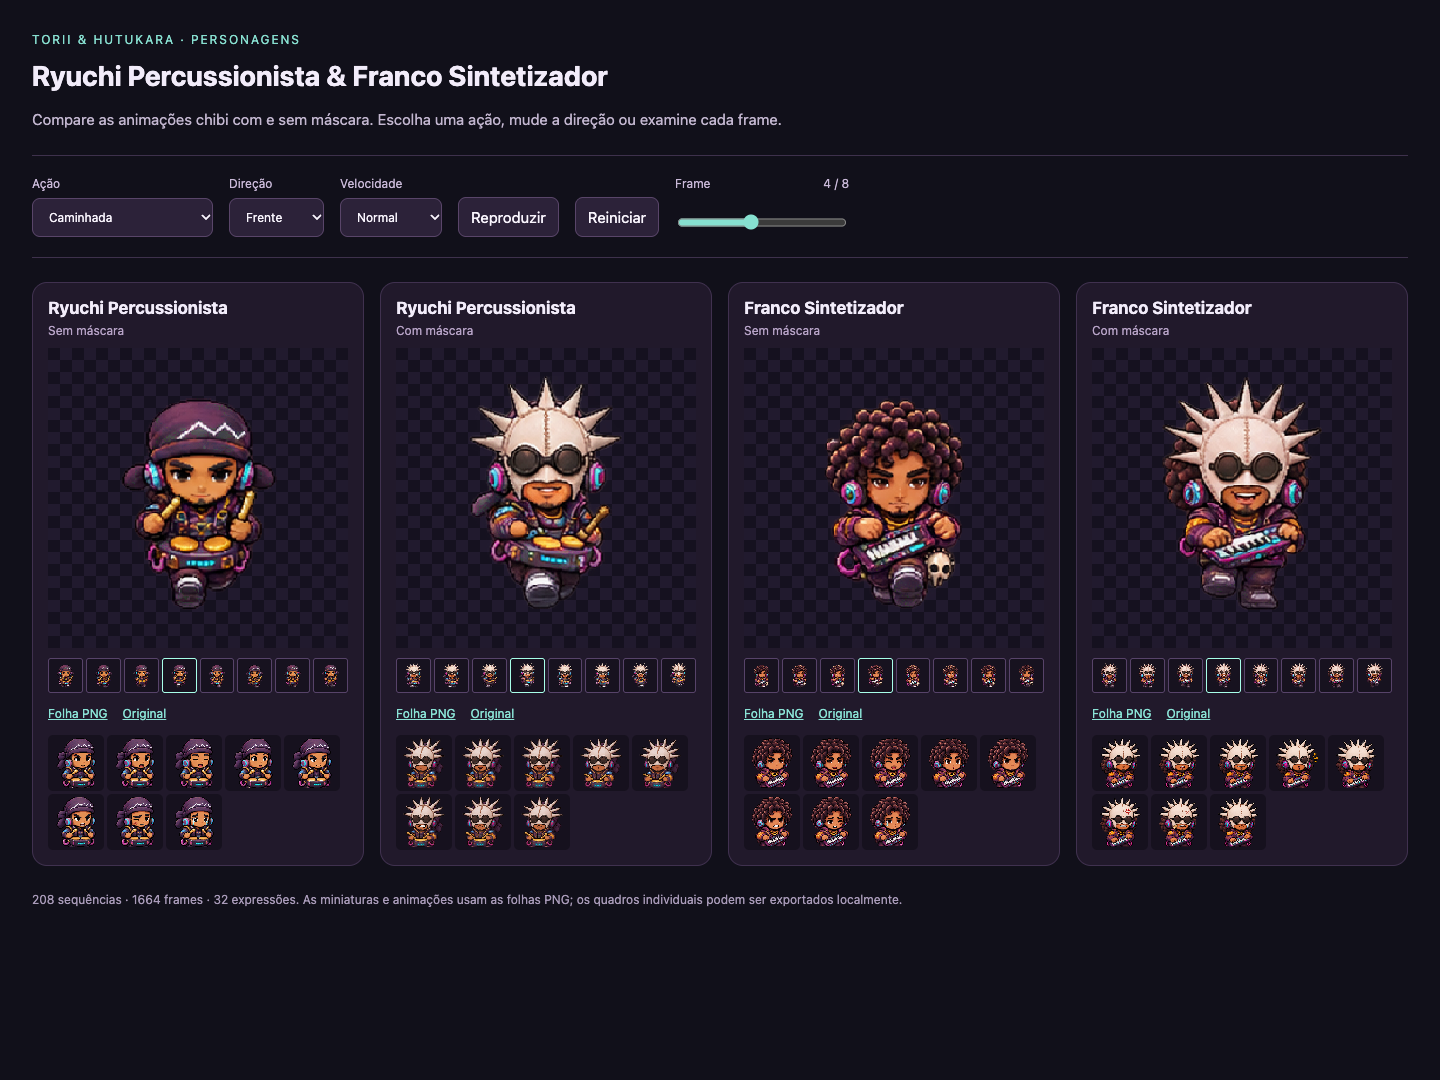 TORII & HUTUKARA · PERSONAGENS
Ryuchi Percussionista & Franco Sintetizador
Compare as animações chibi com e sem máscara. Escolha uma ação, mude a direção ou examine cada frame.
Ação
Direção
Velocidade
Frame
4 / 8
Caminhada
Frente
Normal
Reproduzir
Reiniciar
Ryuchi Percussionista
Sem máscara
Folha PNG
Original
Ryuchi Percussionista
Com máscara
Folha PNG
Original
Franco Sintetizador
Sem máscara
Folha PNG
Original
Franco Sintetizador
Com máscara
Folha PNG
Original
208 sequências · 1664 frames · 32 expressões. As miniaturas e animações usam as folhas PNG; os quadros individuais podem ser exportados localmente.